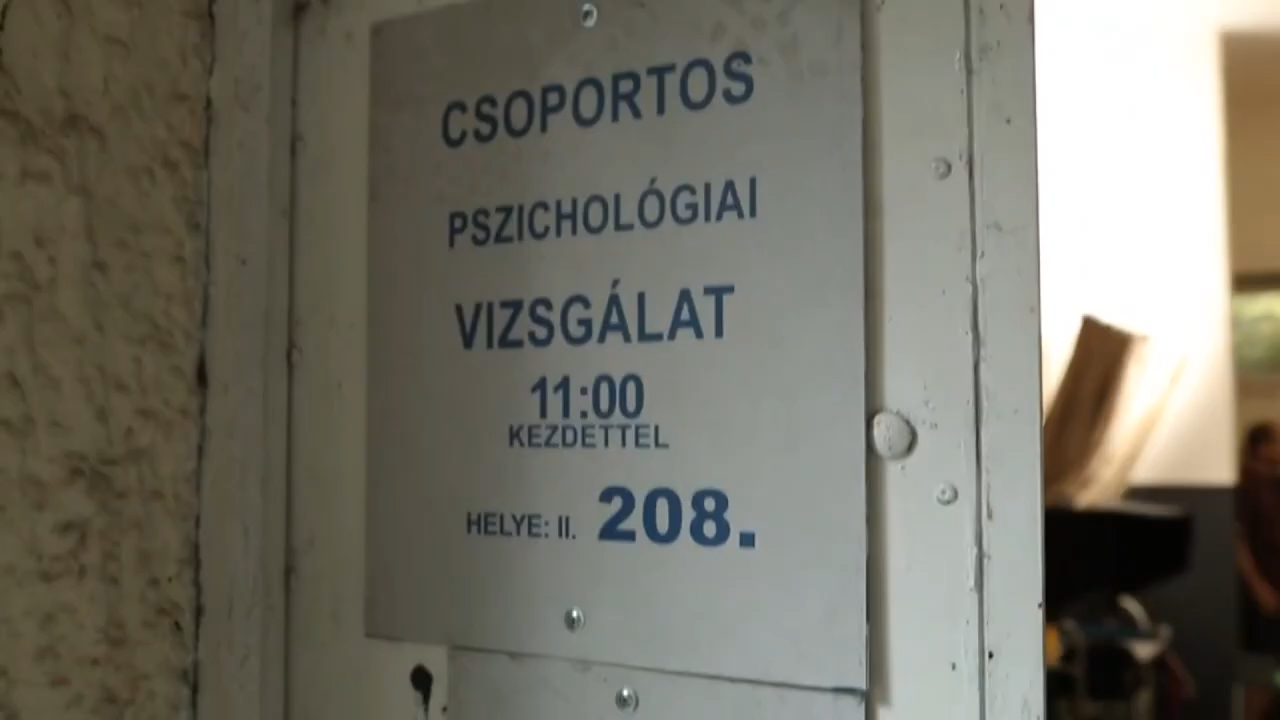 CSOPORTOS
PSZICHOLÓGIAI
VIZSGÁLAT
11:00
KEZDETTEL
HELYE: II. 208.